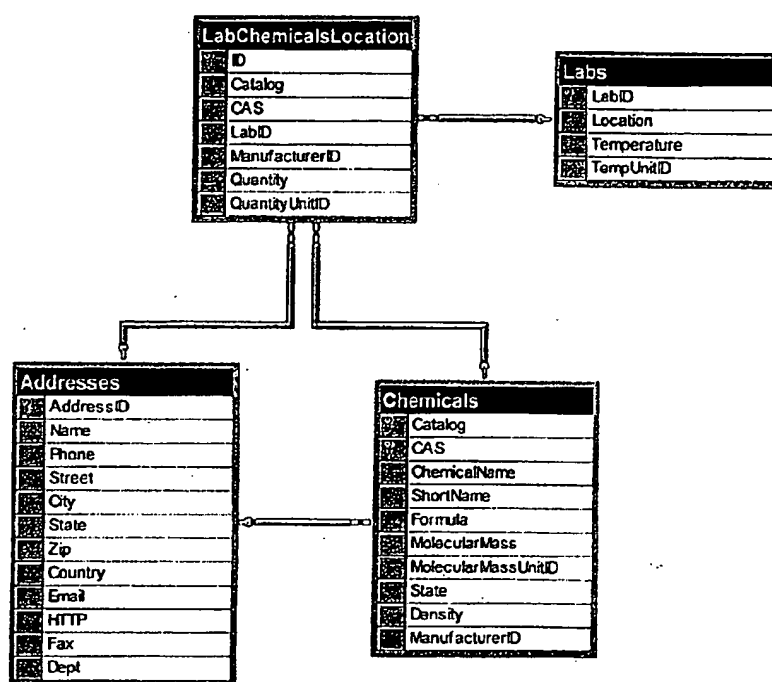 LabChemicalsLocation
ID
Catalog
CAS
LabID
ManufacturerID
Quantity
QuantityUnitID
Labs
LabID
Location
Temperature
TempUnitID
Addresses
AddressID
Name
Phone
Street
City
State
Zip
Country
Email
HTTP
Fax
Dept
Chemicals
Catalog
CAS
ChemicalName
ShortName
Formula
MolecularMass
MolecularMassUnitID
State
Density
ManufacturerID